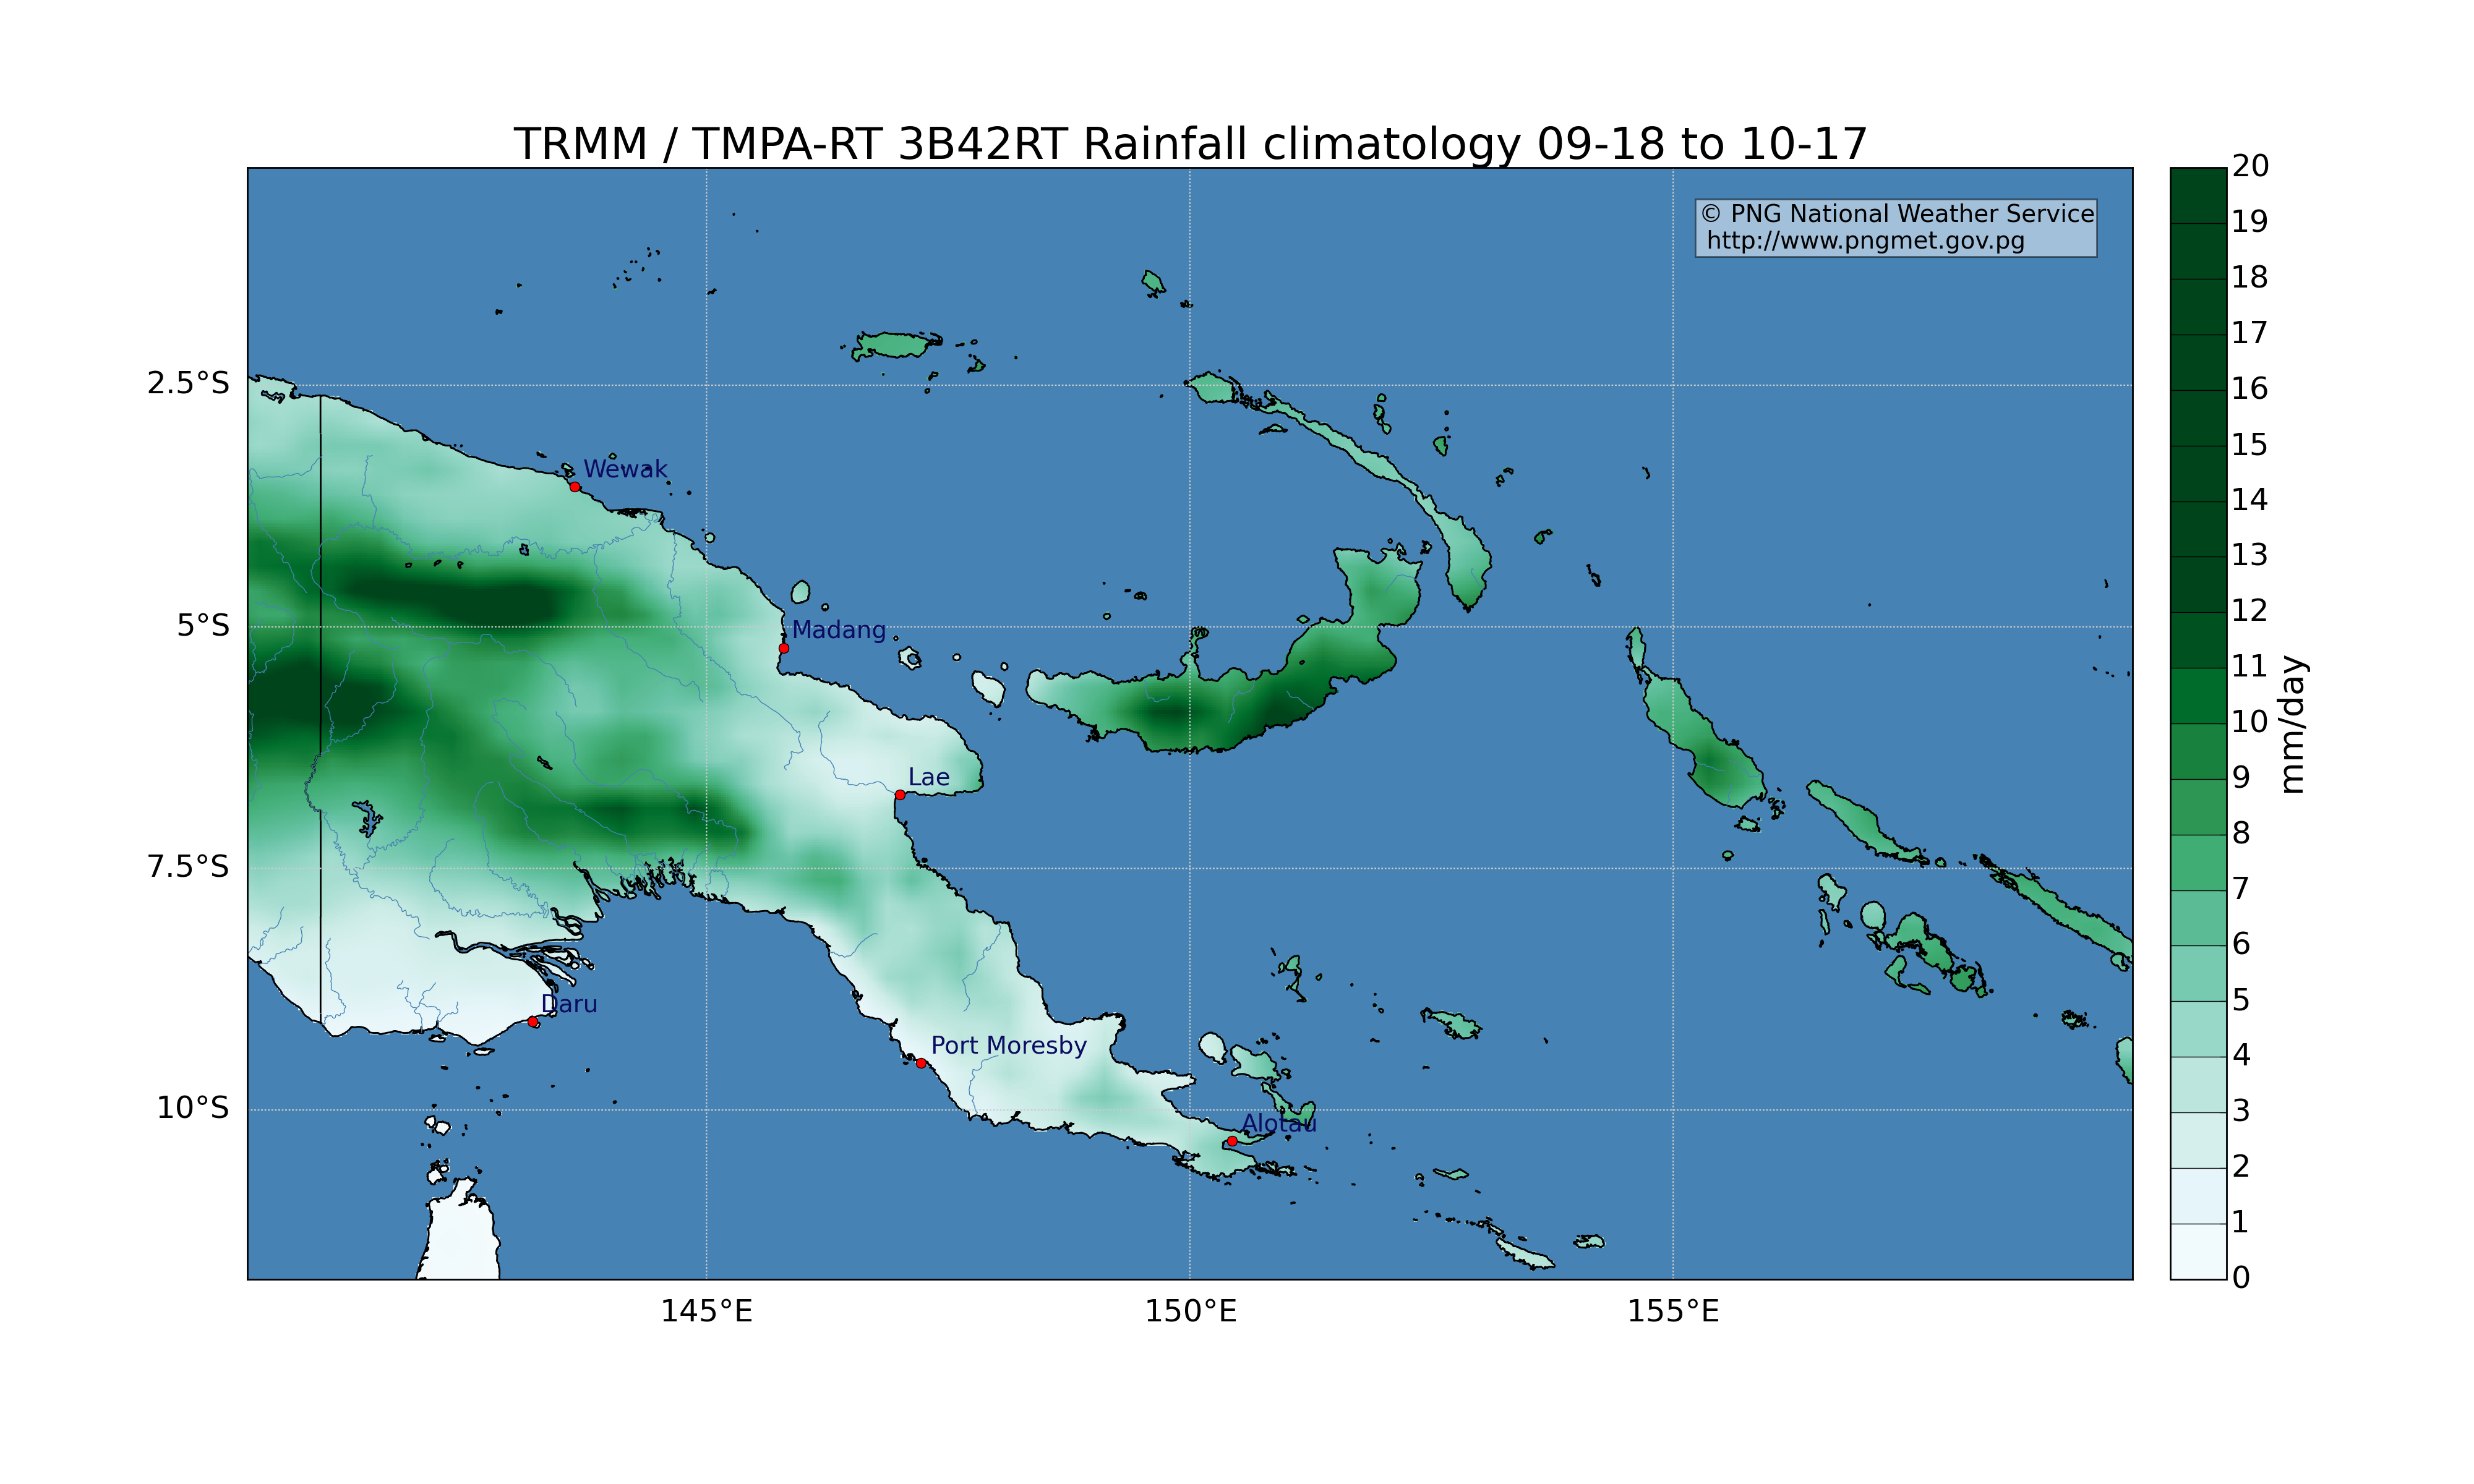 TRMM / TMPA-RT 3B42RT Rainfall climatology 09-18 to 10-17
© PNG National Weather Service
http://www.pngmet.gov.pg
2.5°S
5°S
7.5°S
10°S
Wewak
Madang
Lae
Daru
Port Moresby
Alotau
145°E
150°E
155°E
20
19
18
17
16
15
14
13
12
11
10
9
8
7
6
5
4
3
2
1
0
mm/day